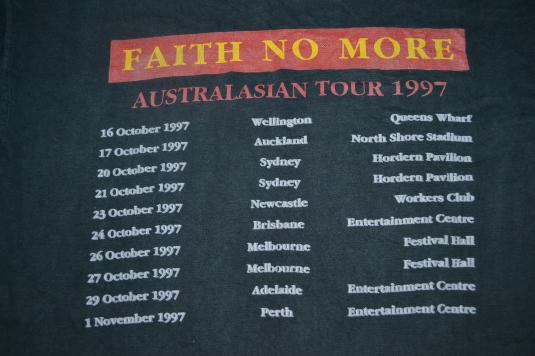 FAITH NO MORE
AUSTRALASIAN TOUR 1997
16 October 1997 Wellington Queens Wharf
17 October 1997 Auckland North Shore Stadium
20 October 1997 Sydney Hordern Pavilion
21 October 1997 Sydney Hordern Pavilion
23 October 1997 Newcastle Workers Club
24 October 1997 Brisbane Entertainment Centre
26 October 1997 Melbourne Festival Hall
27 October 1997 Melbourne Festival Hall
29 October 1997 Adelaide Entertainment Centre
1 November 1997 Perth Entertainment Centre